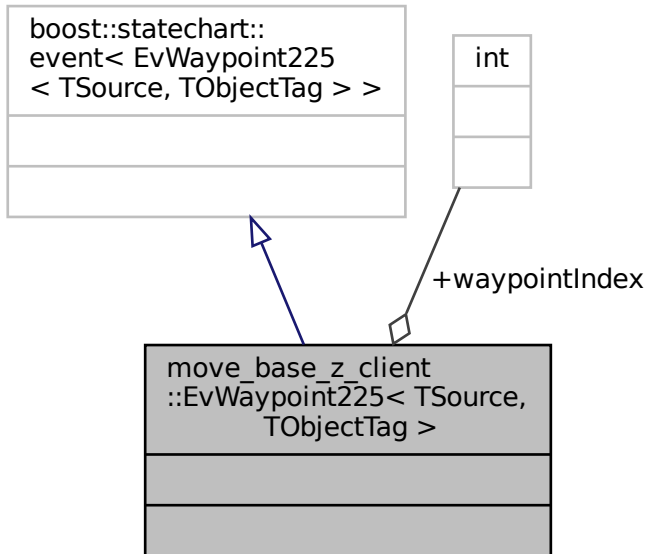 boost::statechart::
event< EvWaypoint225
< TSource, TObjectTag > >
int
+waypointIndex
move_base_z_client
::EvWaypoint225< TSource,
TObjectTag >